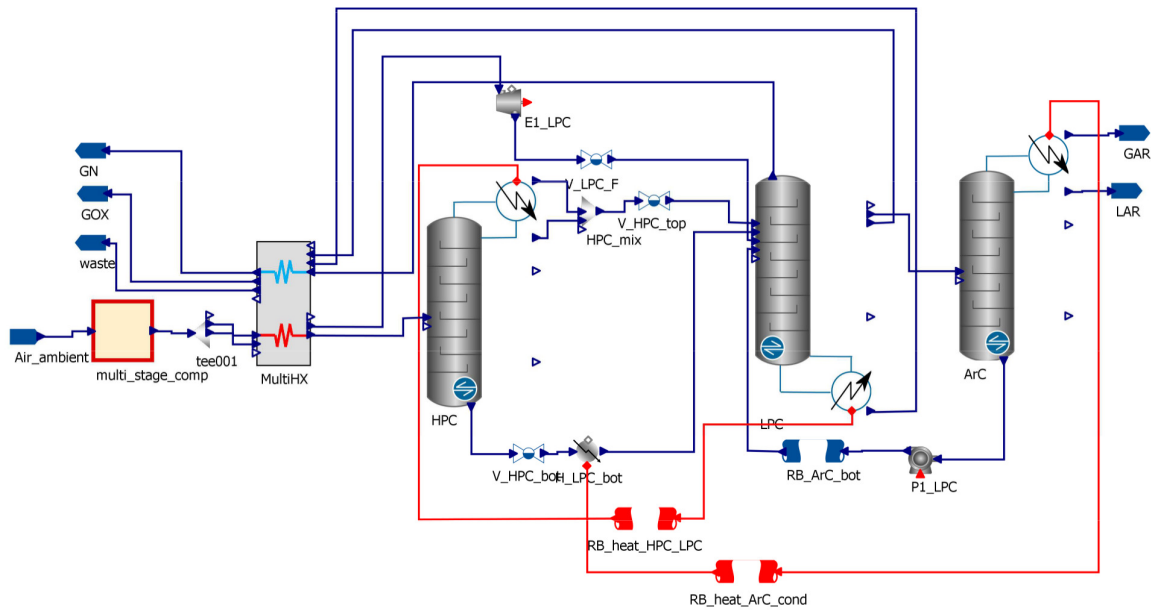 E1_LPC
GN
GOX
waste
Air_ambient
multi_stage_comp
tee001
MultiHX
V_LPC_F
HPC_mix
V_HPC_top
GAR
LAR
HPC
LPC
ArC
V_HPC_bot
H_LPC_bot
RB_ArC_bot
P1_LPC
RB_heat_HPC_LPC
RB_heat_ArC_cond